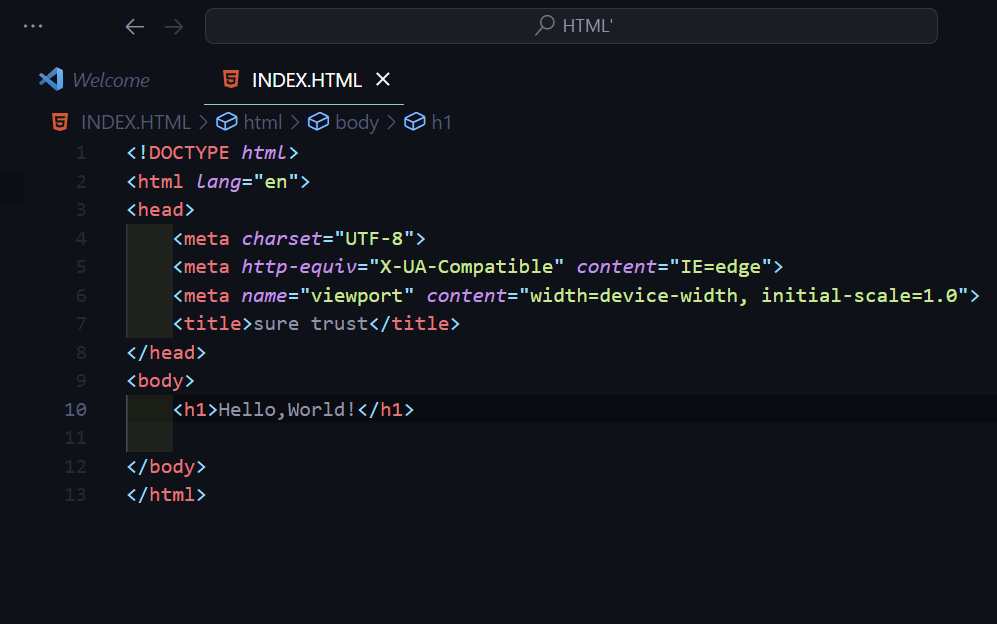 ··· HTML'
Welcome INDEX.HTML
INDEX.HTML > html > body > h1
1 <!DOCTYPE html>
2 <html lang="en">
3 <head>
4     <meta charset="UTF-8">
5     <meta http-equiv="X-UA-Compatible" content="IE=edge">
6     <meta name="viewport" content="width=device-width, initial-scale=1.0">
7     <title>sure trust</title>
8 </head>
9 <body>
10     <h1>Hello,World!</h1>
11
12 </body>
13 </html>